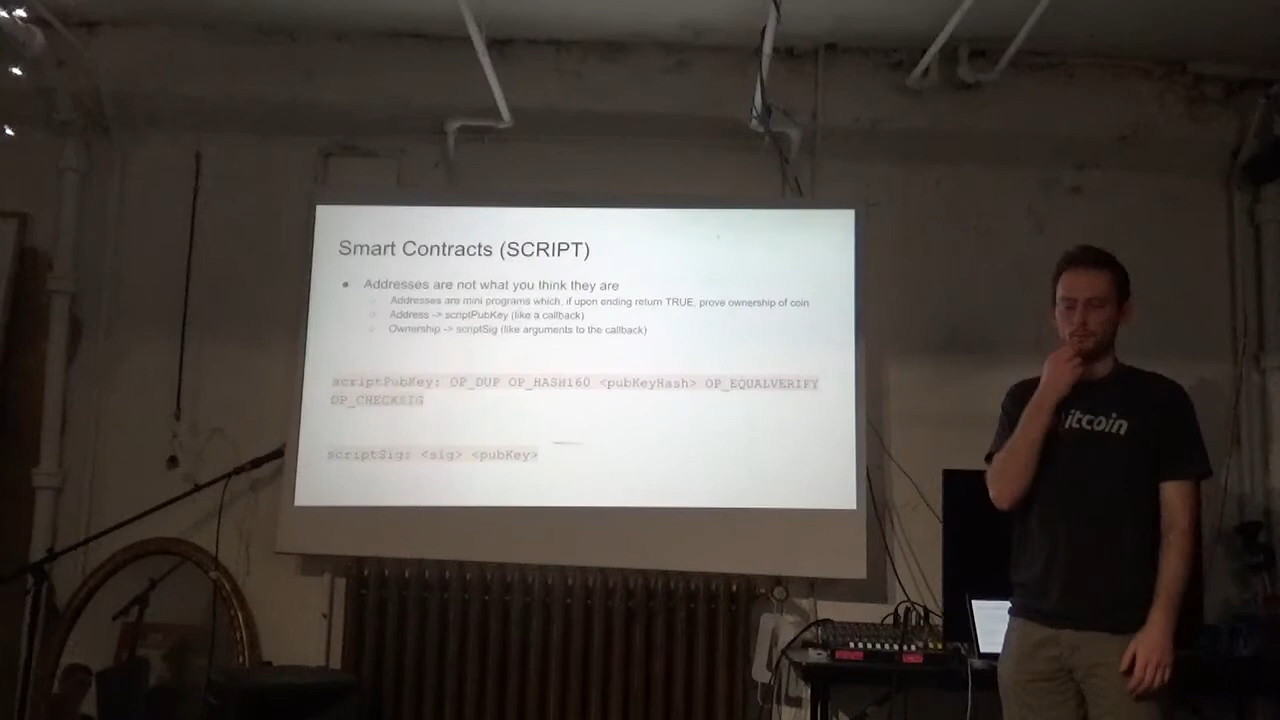 Smart Contracts (SCRIPT)
Addresses are not what you think they are
Addresses are mini programs which, if upon ending return TRUE, prove ownership of coin
Address -> scriptPubKey (like a callback)
Ownership -> scriptSig (like arguments to the callback)
scriptPubKey: OP_DUP OP_HASH160 <pubKeyHash> OP_EQUALVERIFY
OP_CHECKSIG
scriptSig: <sig> <pubKey>
itcoin